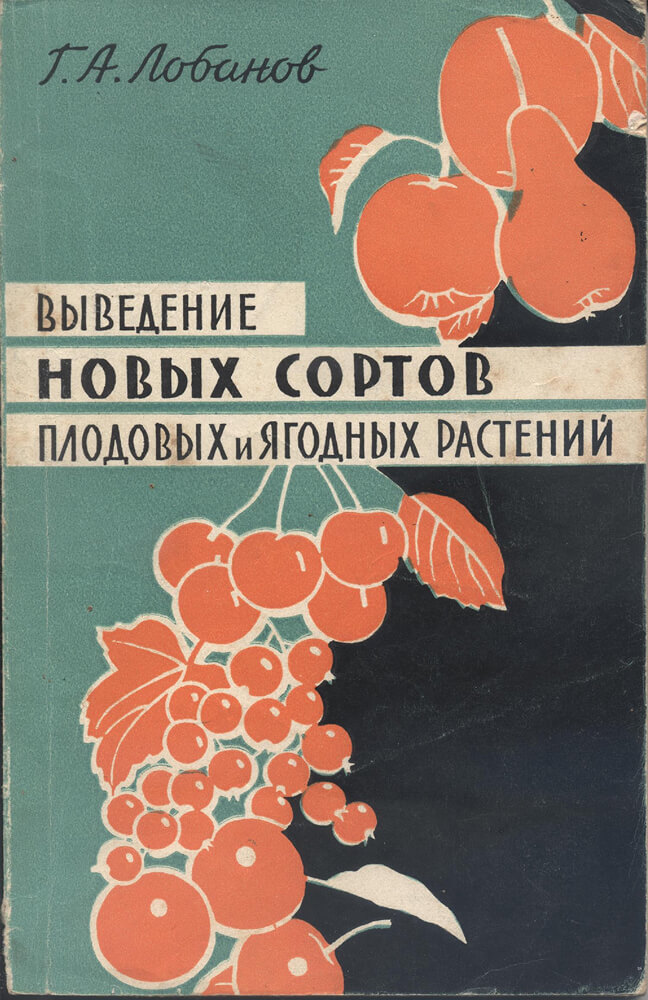 Г. А. Лобанов
ВЫВЕДЕНИЕ
НОВЫХ СОРТОВ
ПЛОДОВЫХ и ЯГОДНЫХ РАСТЕНИЙ